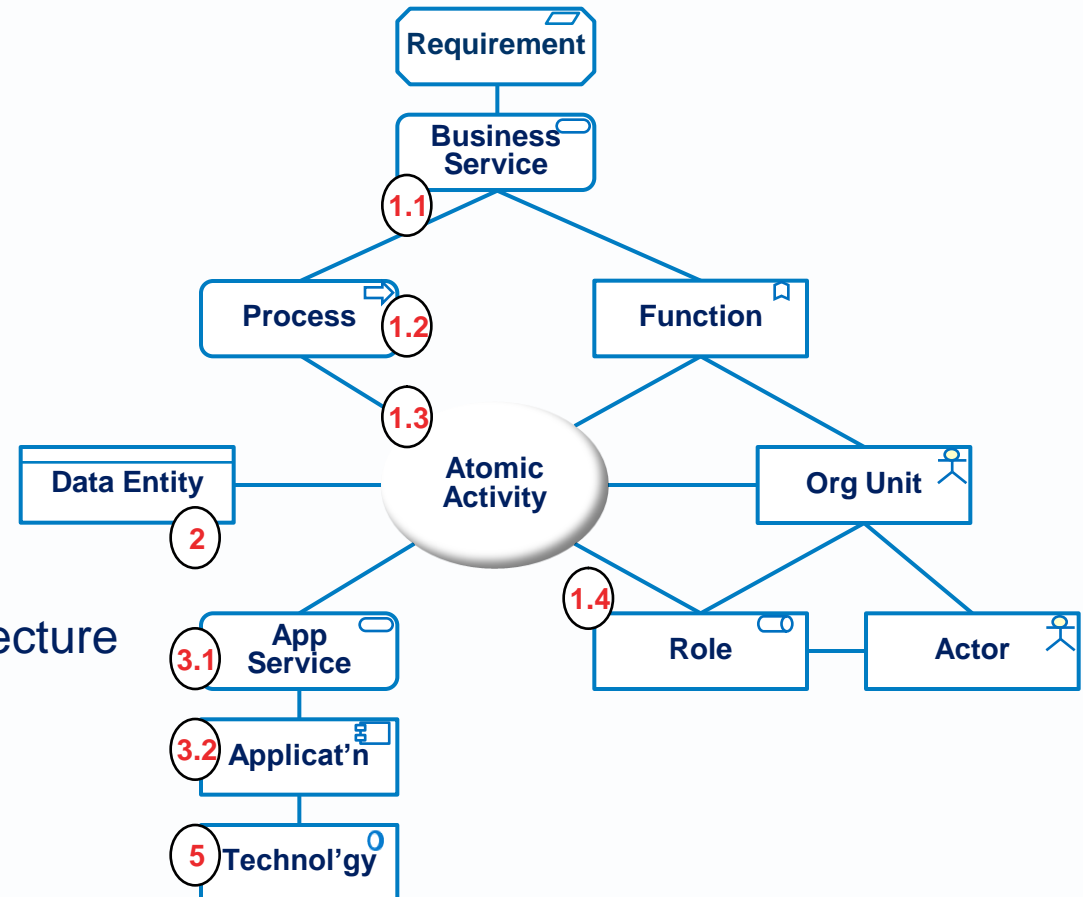 Requirement
Business
Service
1.1
Process
1.2
Function
1.3
Atomic
Activity
Data Entity
2
Org Unit
1.4
ecture
3.1
App
Service
Role
Actor
3.2
Applicat'n
5
Technol'gy